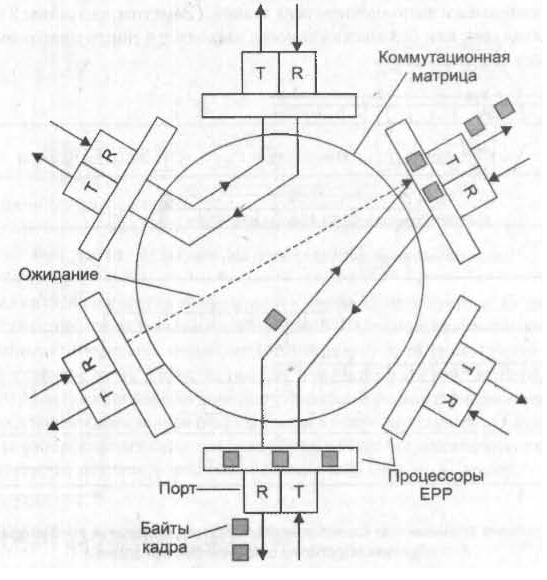 T R
Коммутационная
матрица
T R
T R
Ожидание
R T
T R
Порт
R T
Процессоры
EPP
Байты
кадра